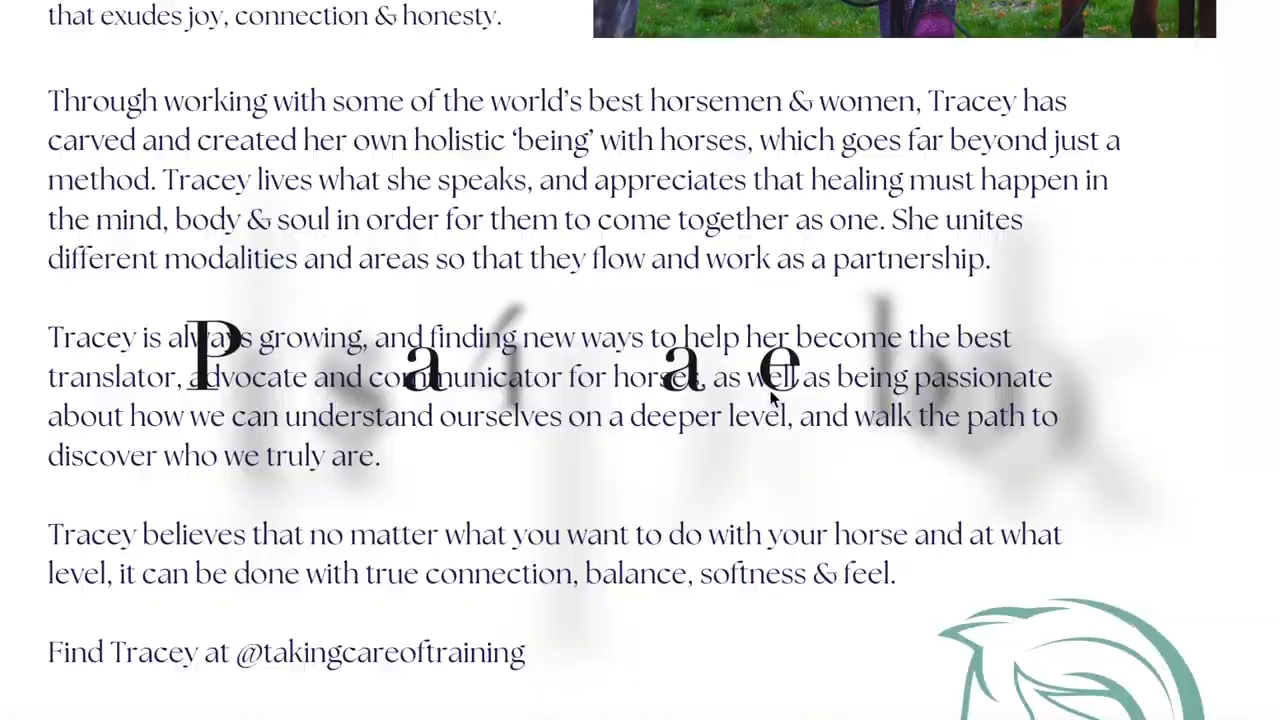 that exudes joy, connection & honesty.
Through working with some of the world's best horsemen & women, Tracey has
carved and created her own holistic 'being' with horses, which goes far beyond just a
method. Tracey lives what she speaks, and appreciates that healing must happen in
the mind, body & soul in order for them to come together as one. She unites
different modalities and areas so that they flow and work as a partnership.
Tracey is always growing, and finding new ways to help her become the best
translator, advocate and communicator for horses, as well as being passionate
about how we can understand ourselves on a deeper level, and walk the path to
discover who we truly are.
Tracey believes that no matter what you want to do with your horse and at what
level, it can be done with true connection, balance, softness & feel.
Find Tracey at @takingcareoftraining